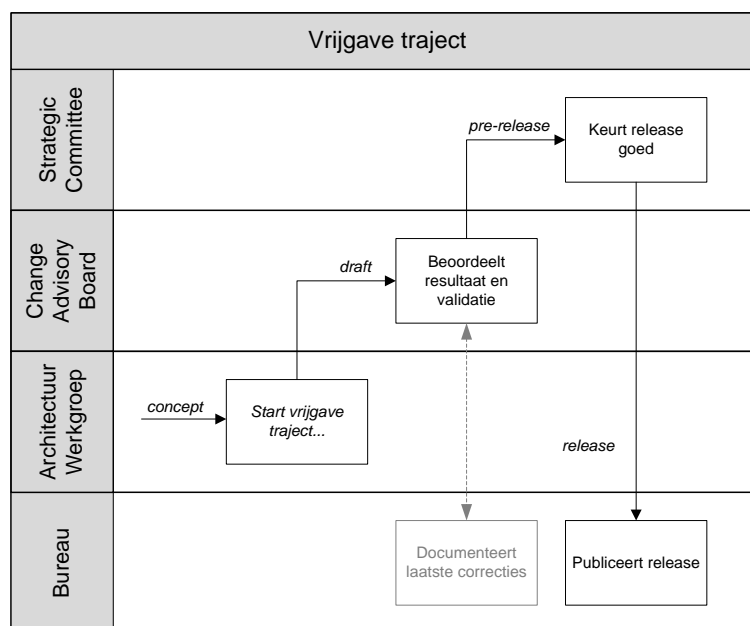 Vrijgave traject
Strategic
Committee
pre-release
Keurt release
goed
Change
Advisory
Board
draft
Beoordeelt
resultaat en
validatie
Architectuur
Werkgroep
concept
Start vrijgave
traject...
release
Bureau
Documenteert
laatste correcties
Publiceert release